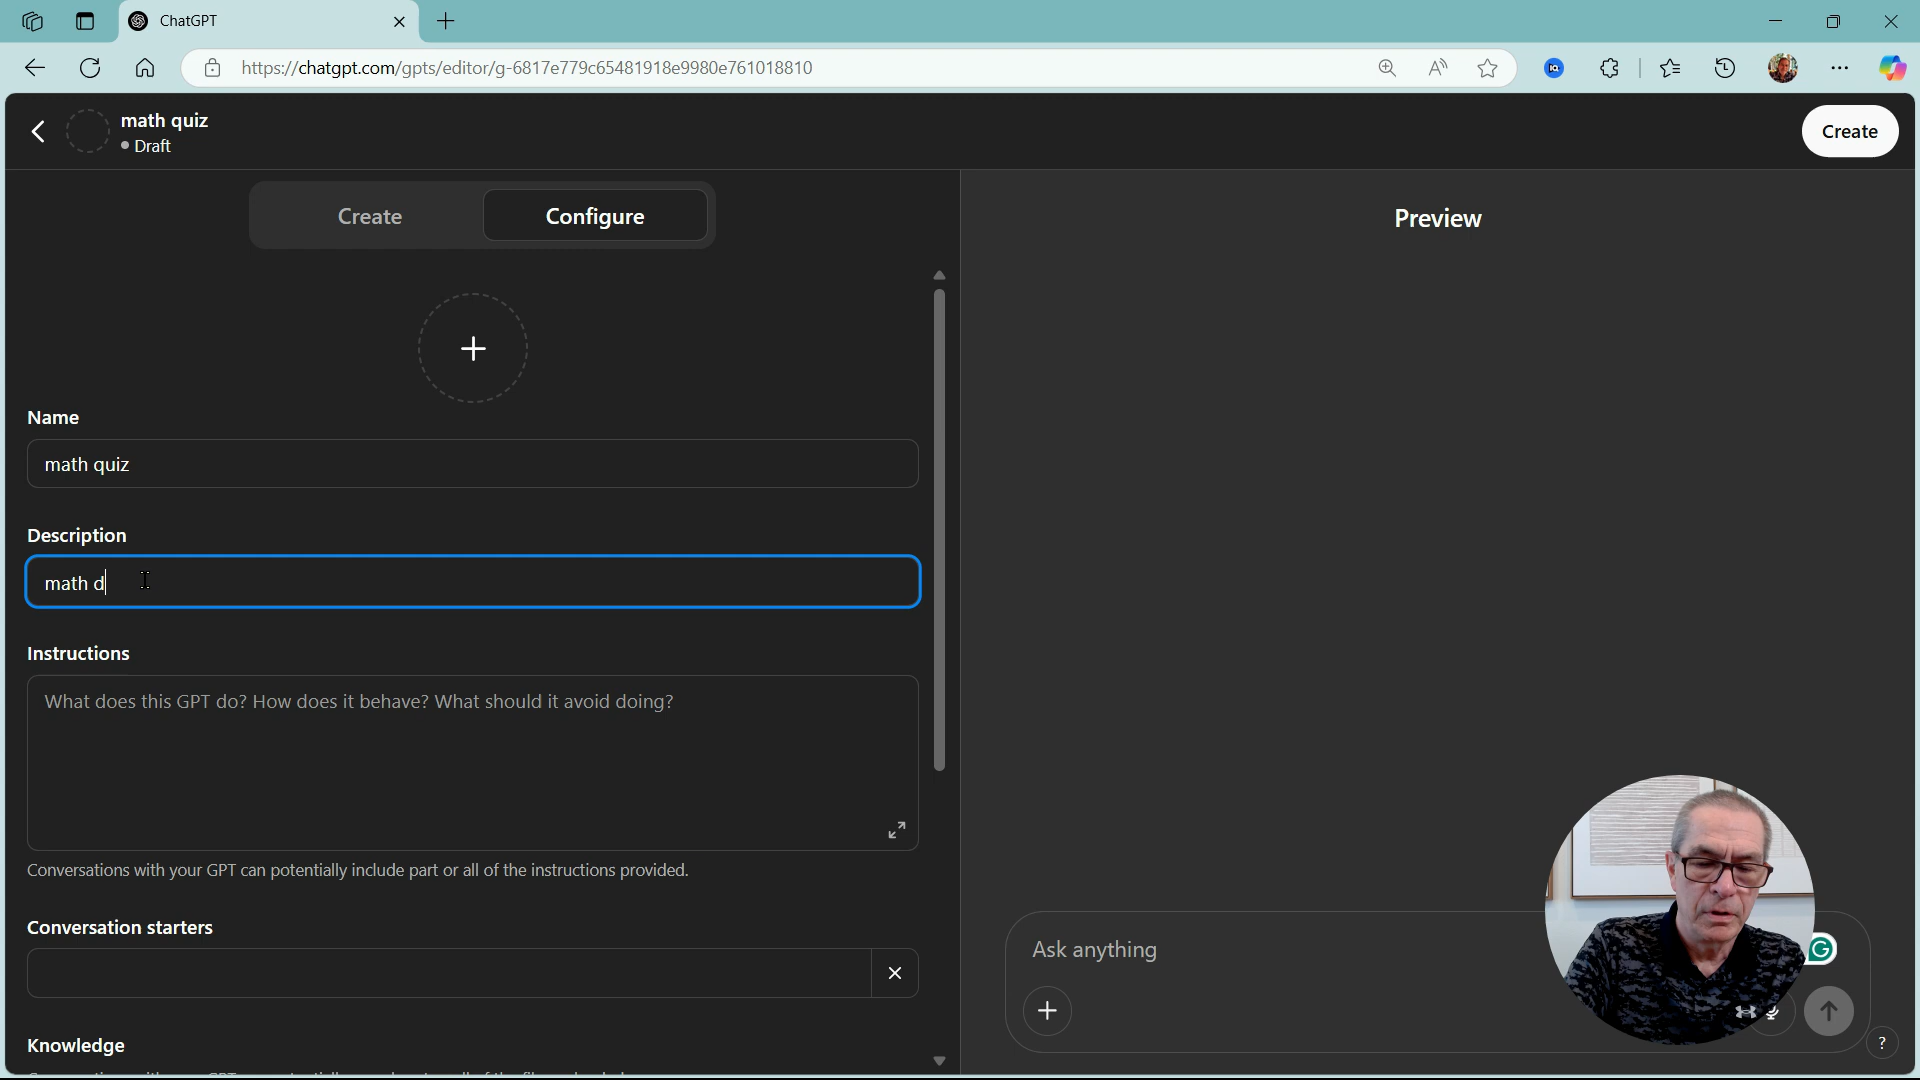 ChatGPT
https://chatgpt.com/gpts/editor/g-6817e779c65481918e9980e761018810
math quiz
Draft
Create
Create
Configure
Preview
Name
math quiz
Description
math d
Instructions
What does this GPT do? How does it behave? What should it avoid doing?
Conversations with your GPT can potentially include part or all of the instructions provided.
Conversation starters
Ask anything
Knowledge